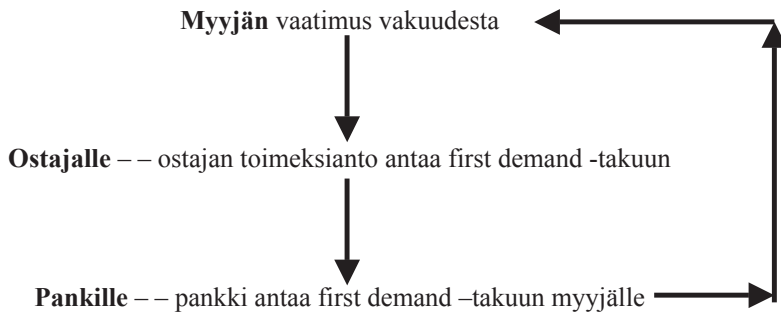 Myyjän vaatimus vakuudesta
Ostajalle – – ostajan toimeksianto antaa first demand -takuun
Pankille – – pankki antaa first demand –takuun myyjälle